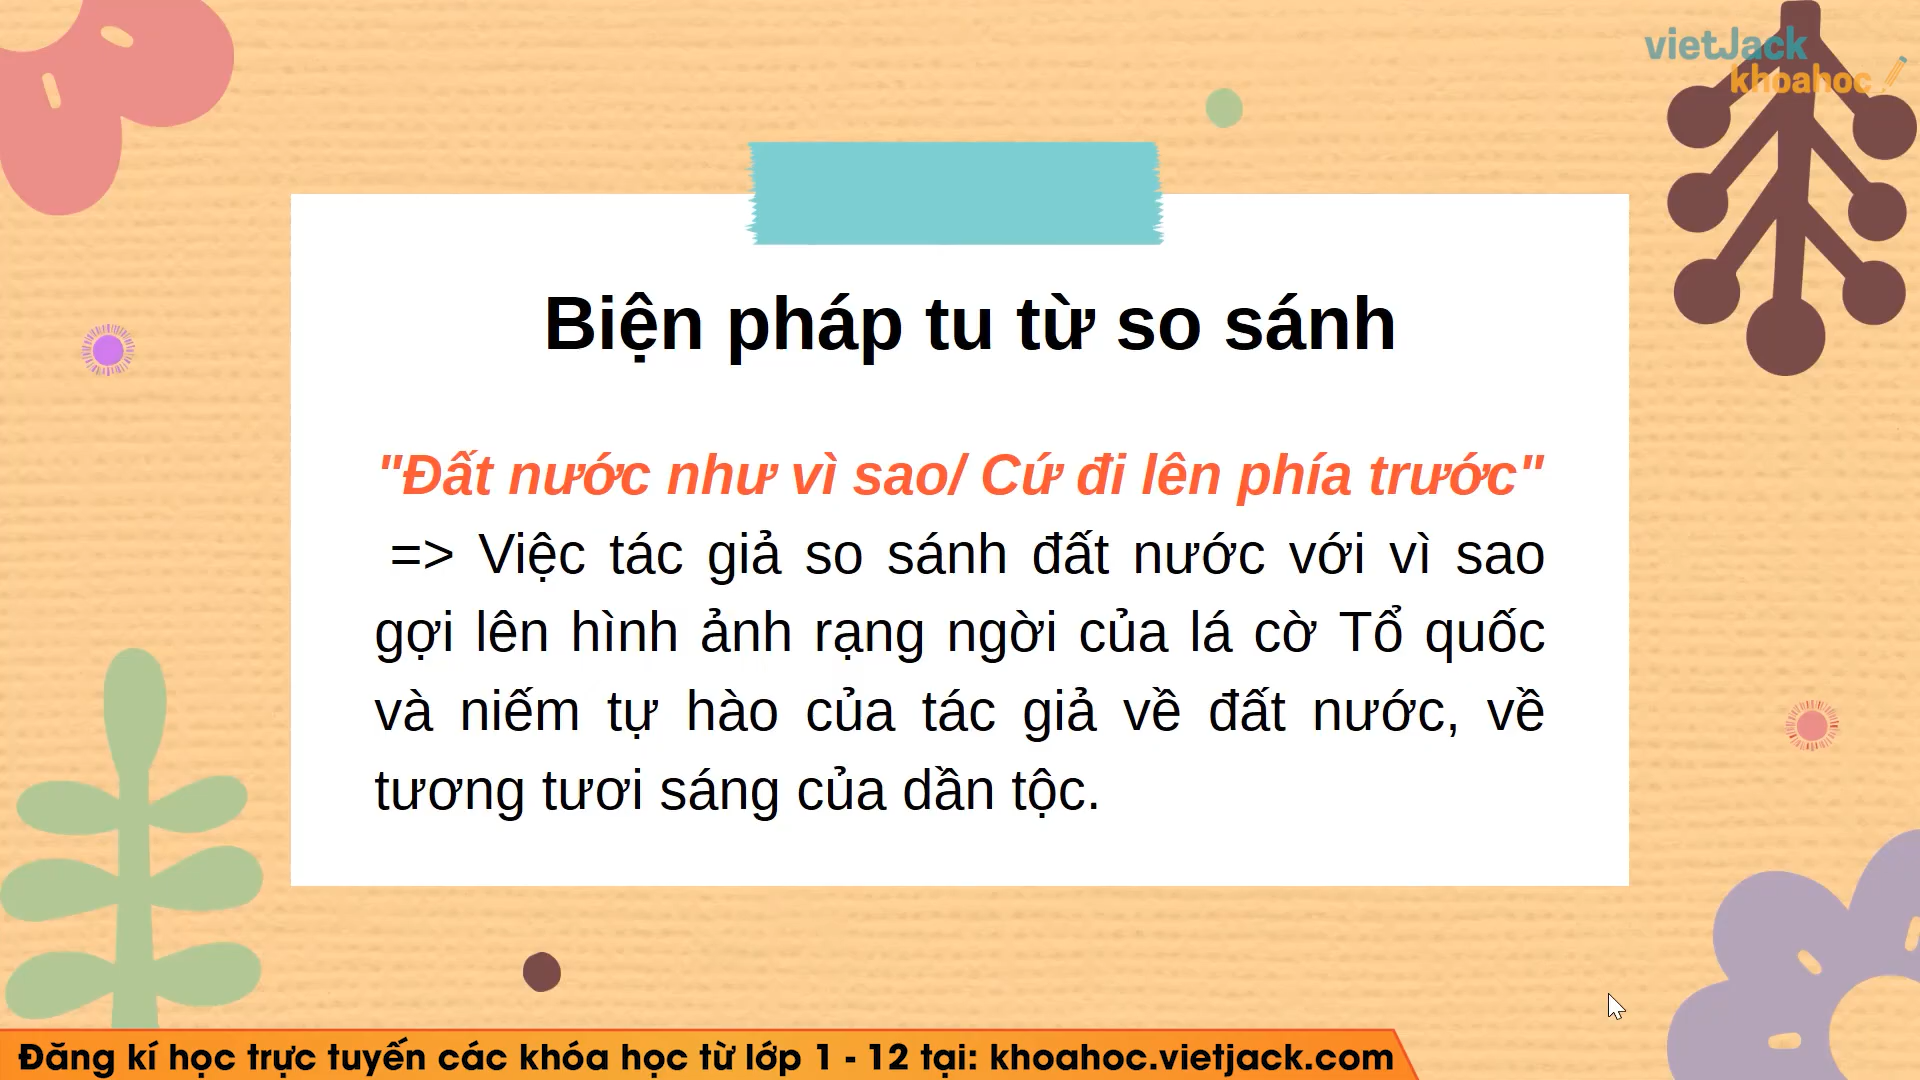 vietJack
khoahoc
Biện pháp tu từ so sánh
"Đất nước như vì sao/ Cứ đi lên phía trước"
=> Việc tác giả so sánh đất nước với vì sao
gợi lên hình ảnh rạng ngời của lá cờ Tổ quốc
và niếm tự hào của tác giả về đất nước, về
tương tươi sáng của dần tộc.
Đăng kí học trực tuyến các khóa học từ lớp 1 - 12 tại: khoahoc.vietjack.com